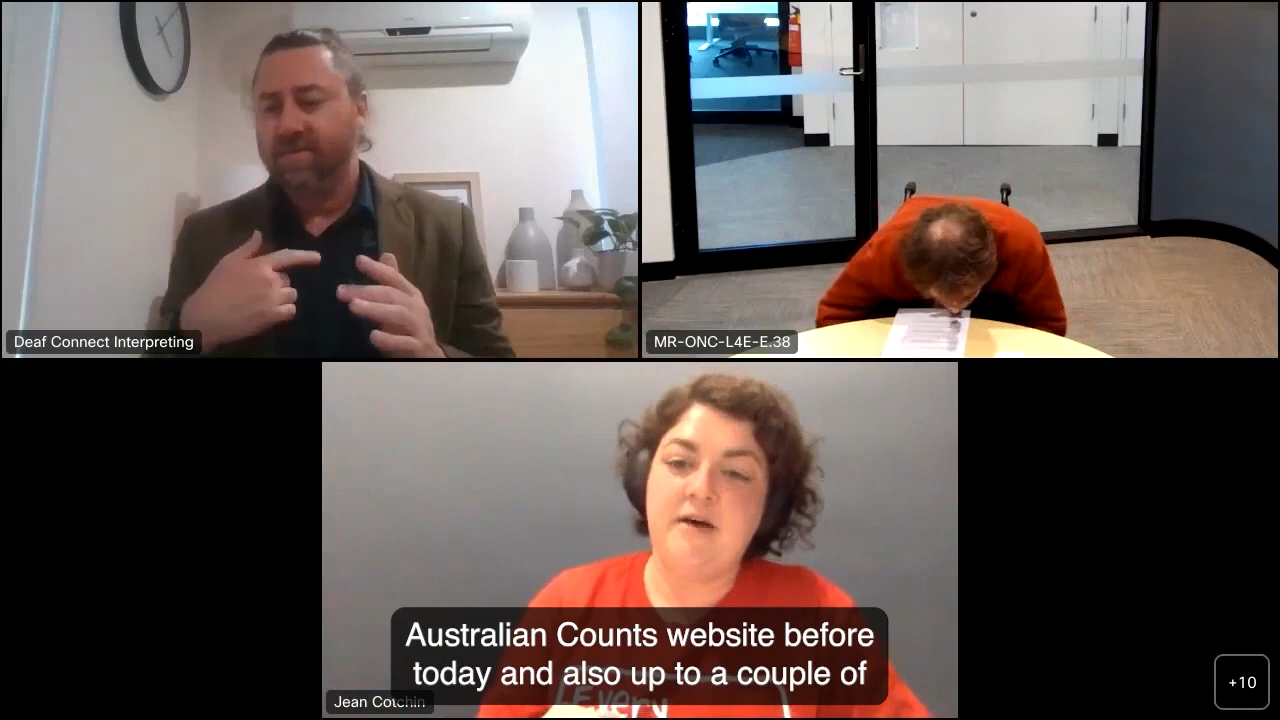 Deaf Connect Interpreting
MR-ONC-L4E-E.38
Australian Counts website before
today and also up to a couple of
Every
Jean Cotchin
+10